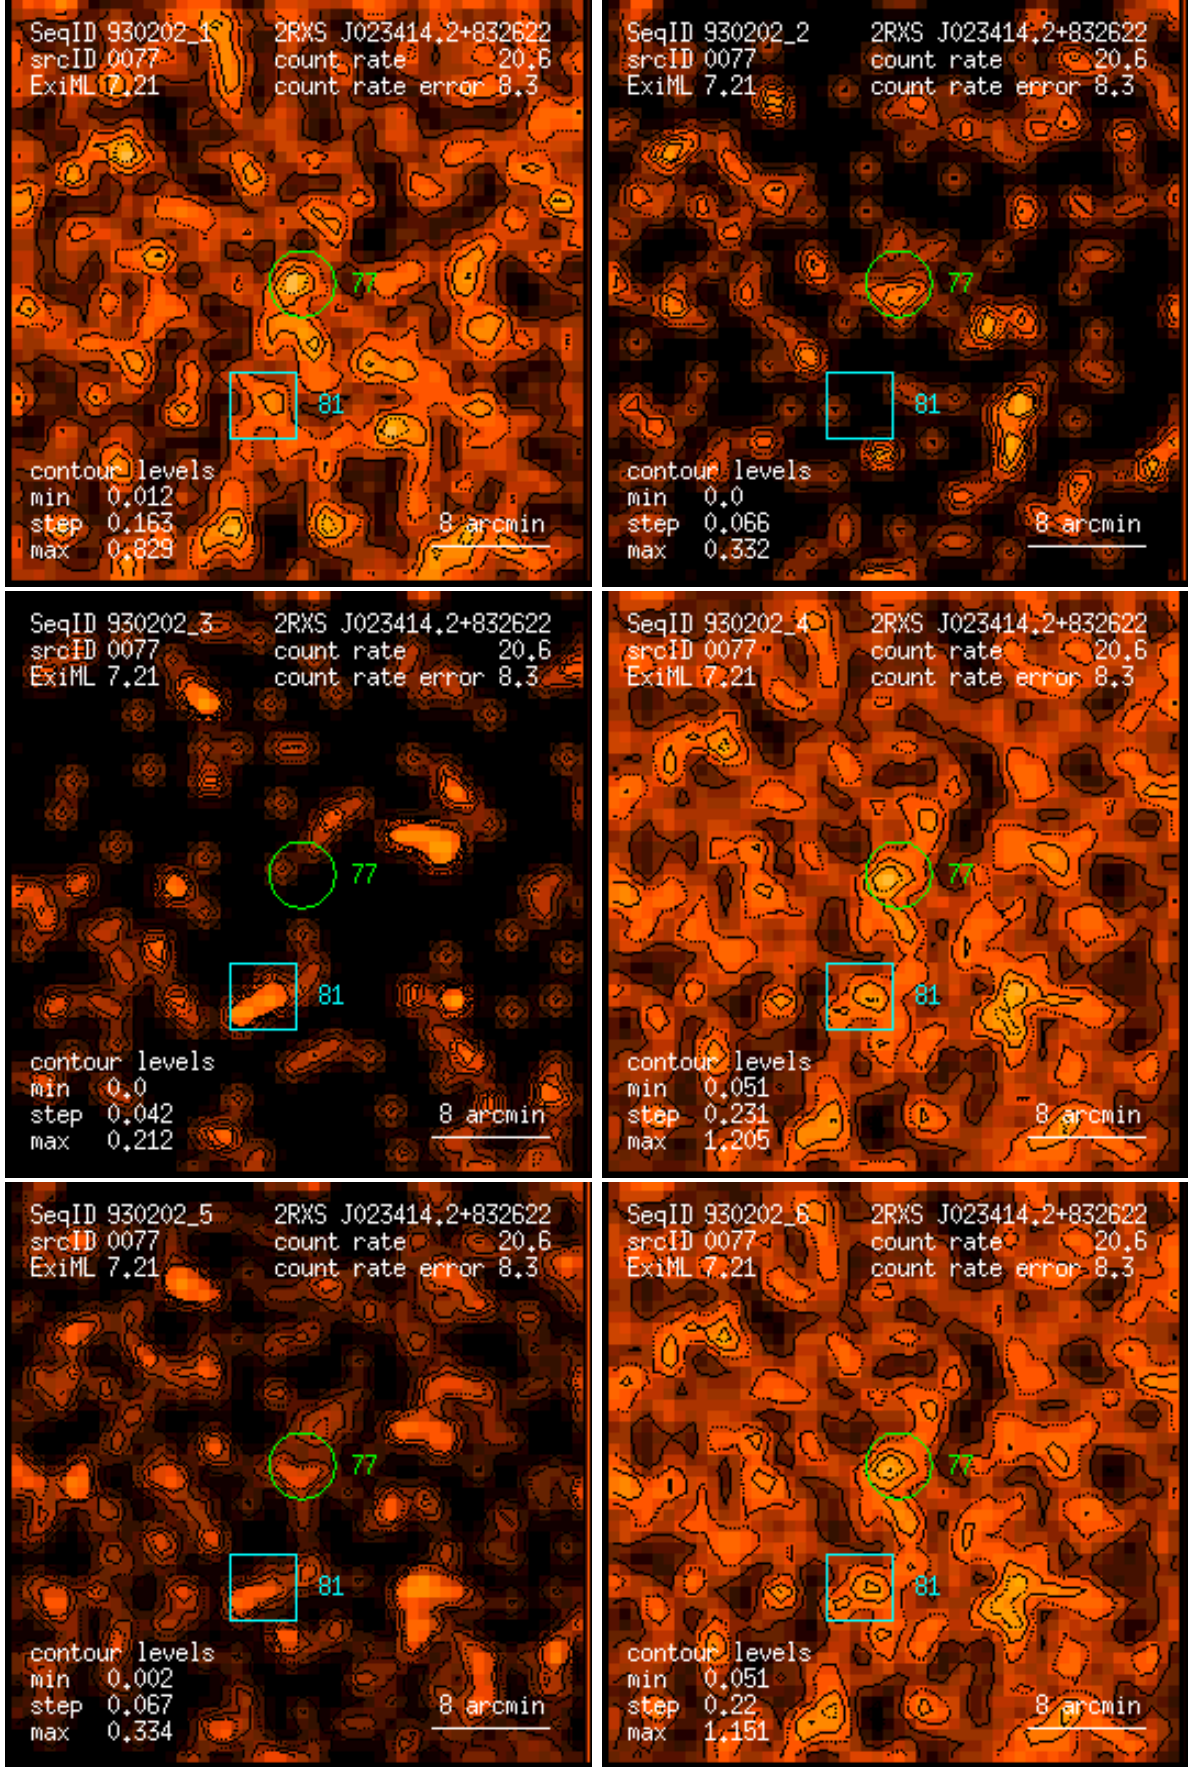 SeqID 930202_1 2RXS J023414.2+832622
srcID 0077 count rate 20.6
ExiML 7.21 count rate error 8.3
77
81
contour levels
min 0.012
step 0.163
max 0.829
8 arcmin
SeqID 930202_2 2RXS J023414.2+832622
srcID 0077 count rate 20.6
ExiML 7.21 count rate error 8.3
77
81
contour levels
min 0.0
step 0.066
max 0.332
8 arcmin
SeqID 930202_3 2RXS J023414.2+832622
srcID 0077 count rate 20.6
ExiML 7.21 count rate error 8.3
77
81
contour levels
min 0.0
step 0.042
max 0.212
8 arcmin
SeqID 930202_4 2RXS J023414.2+832622
srcID 0077 count rate 20.6
ExiML 7.21 count rate error 8.3
77
81
contour levels
min 0.051
step 0.231
max 1.205
8 arcmin
SeqID 930202_5 2RXS J023414.2+832622
srcID 0077 count rate 20.6
ExiML 7.21 count rate error 8.3
77
81
contour levels
min 0.002
step 0.067
max 0.334
8 arcmin
SeqID 930202_6 2RXS J023414.2+832622
srcID 0077 count rate 20.6
ExiML 7.21 count rate error 8.3
77
81
contour levels
min 0.051
step 0.22
max 1.151
8 arcmin